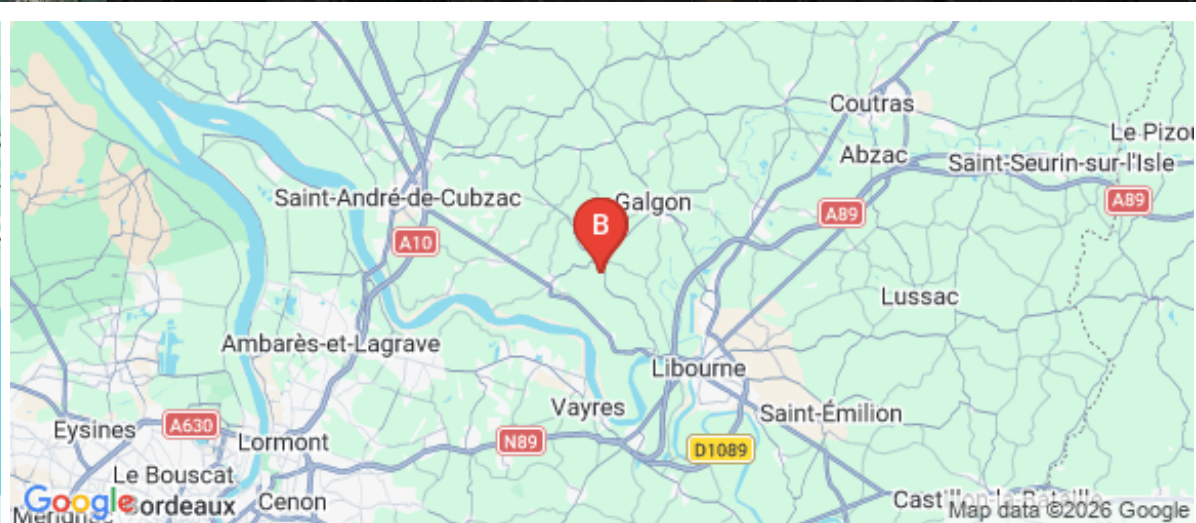 Coutras
Le Pizou
Abzac
Saint-Seurin-sur-l'Isle
Saint-André-de-Cubzac
Galgon
A89
A89
B
A10
Lussac
Ambarès-et-Lagrave
Libourne
Vayres
Saint-Émilion
Eysines
A630
Lormont
N89
D1089
Le Bouscat
Google
Bordeaux
Cenon
Map data ©2026 Google